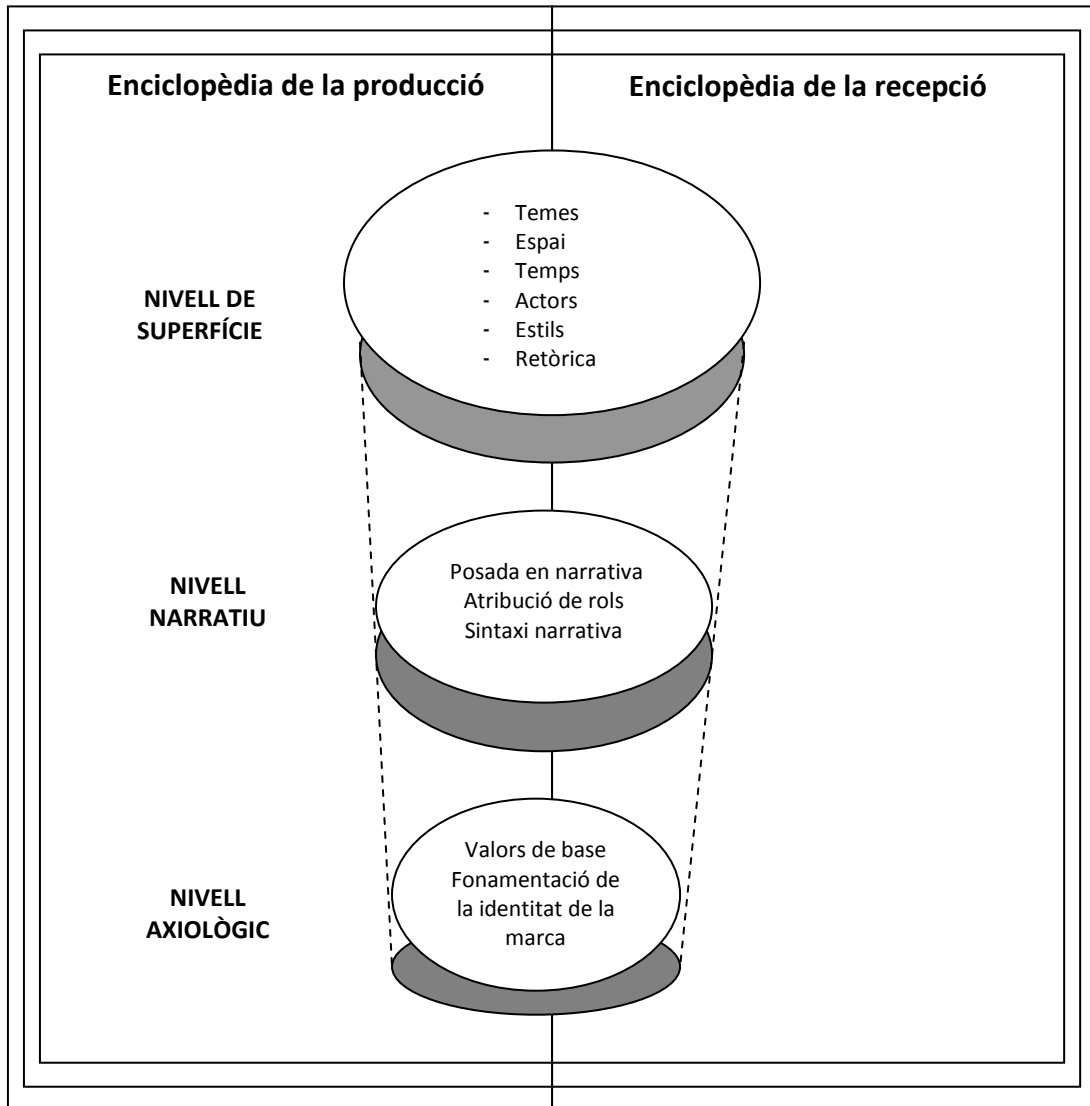 Enciclopèdia de la producció
Enciclopèdia de la recepció
- Temes
- Espai
- Temps
- Actors
- Estils
- Retòrica
NIVELL DE
SUPERFÍCIE
Posada en narrativa
Atribució de rols
Sintaxi narrativa
NIVELL
NARRATIU
Valors de base
Fonamentació de
la identitat de la
marca
NIVELL
AXIOLÒGIC